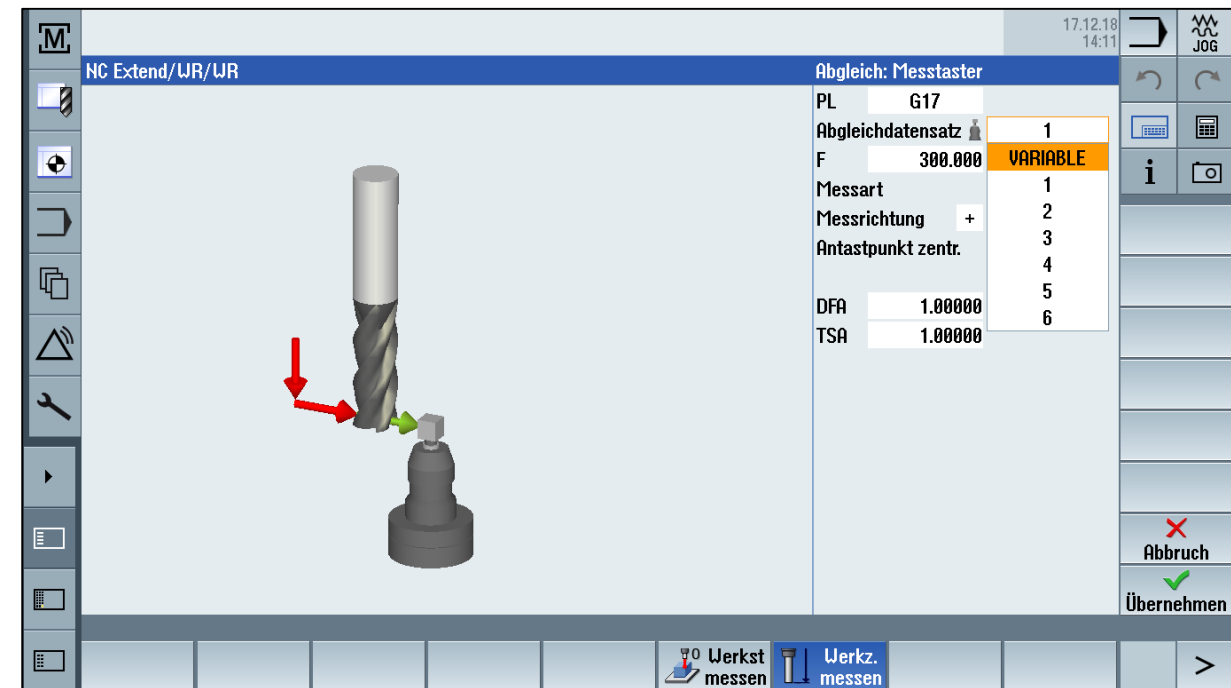 M
17.12.18
14:11
JOG
NC Extend/WR/WR
Abgleich: Messtaster
PL G17
Abgleichdatensatz 1
F 300.000 VARIABLE
Messart 1
Messrichtung + 2
Antastpunkt zentr. 3
4
DFA 1.00000 5
6
TSA 1.00000
i
Abbruch
Übernehmen
Werkst
messen
Werkz.
messen
>